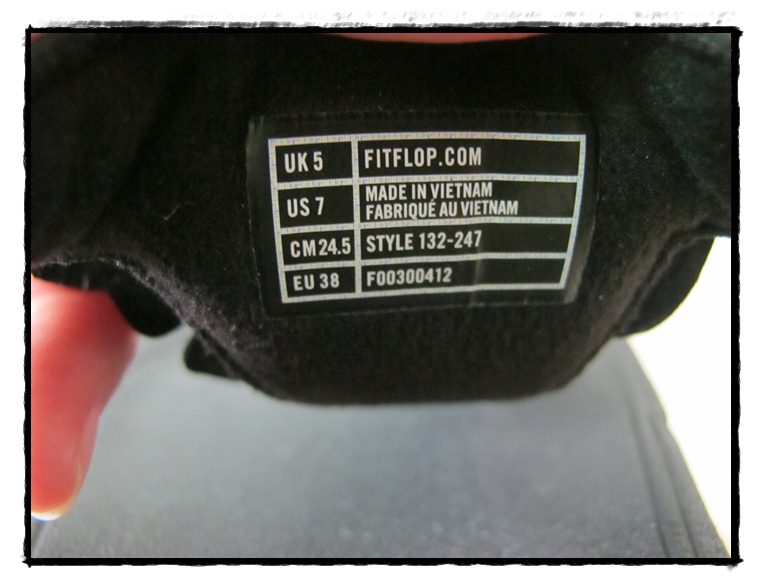 UK 5 FITFLOP.COM
US 7 MADE IN VIETNAM
FABRIQUÉ AU VIETNAM
CM 24.5 STYLE 132-247
EU 38 F00300412